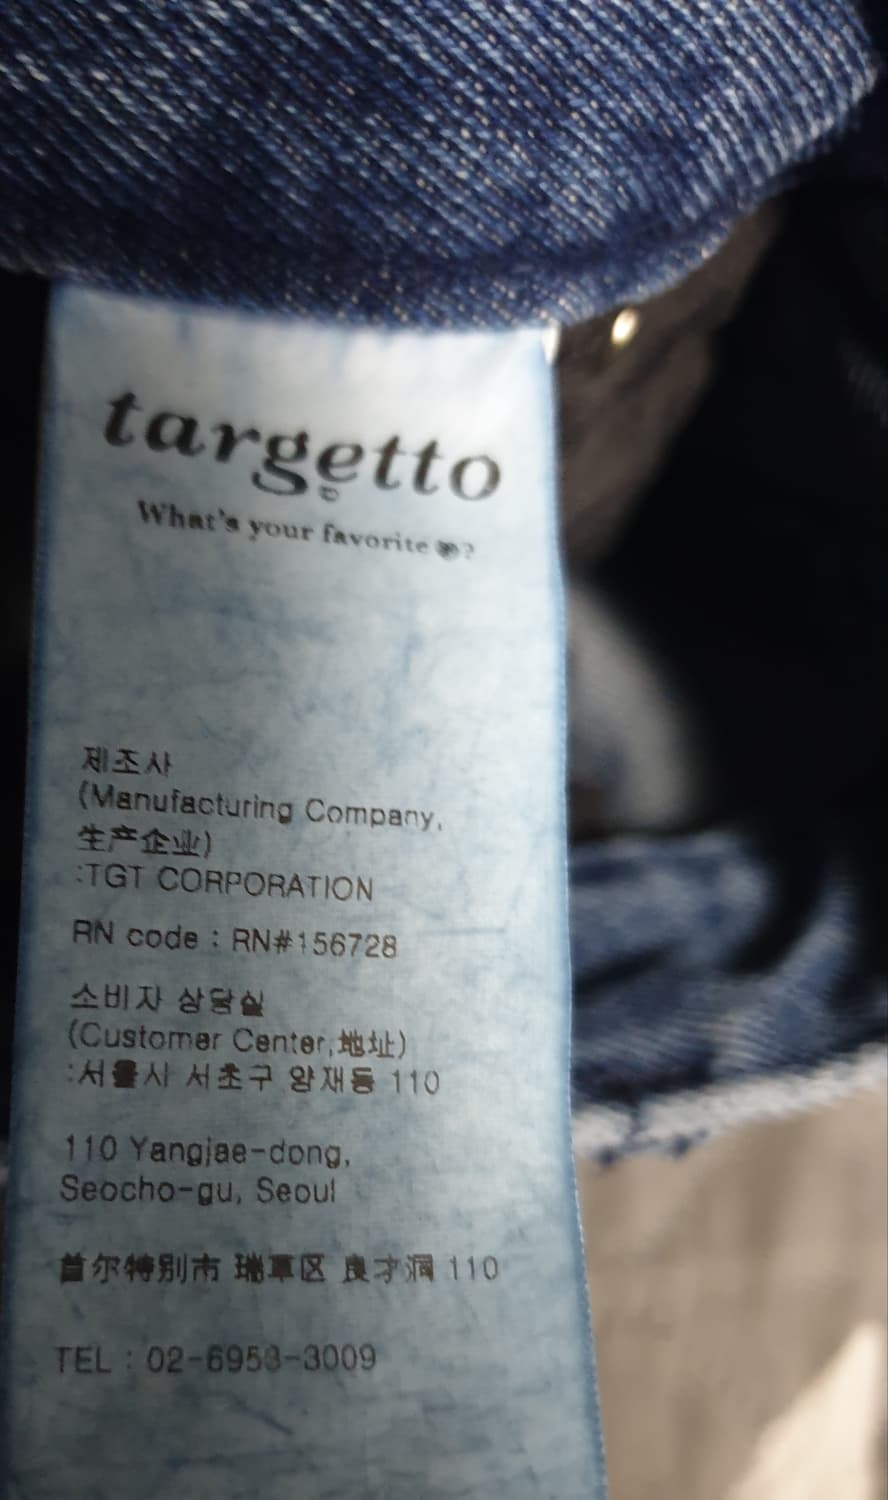 targetto
What's your favorite ?
제조사
(Manufacturing Company,
生产企业)
:TGT CORPORATION
RN code : RN#156728
소비자 상담실
(Customer Center,地址)
:서울시 서초구 양재동 110
110 Yangjae-dong,
Seocho-gu, Seoul
首尔特别市 瑞草区 良才洞 110
TEL : 02-6953-3009